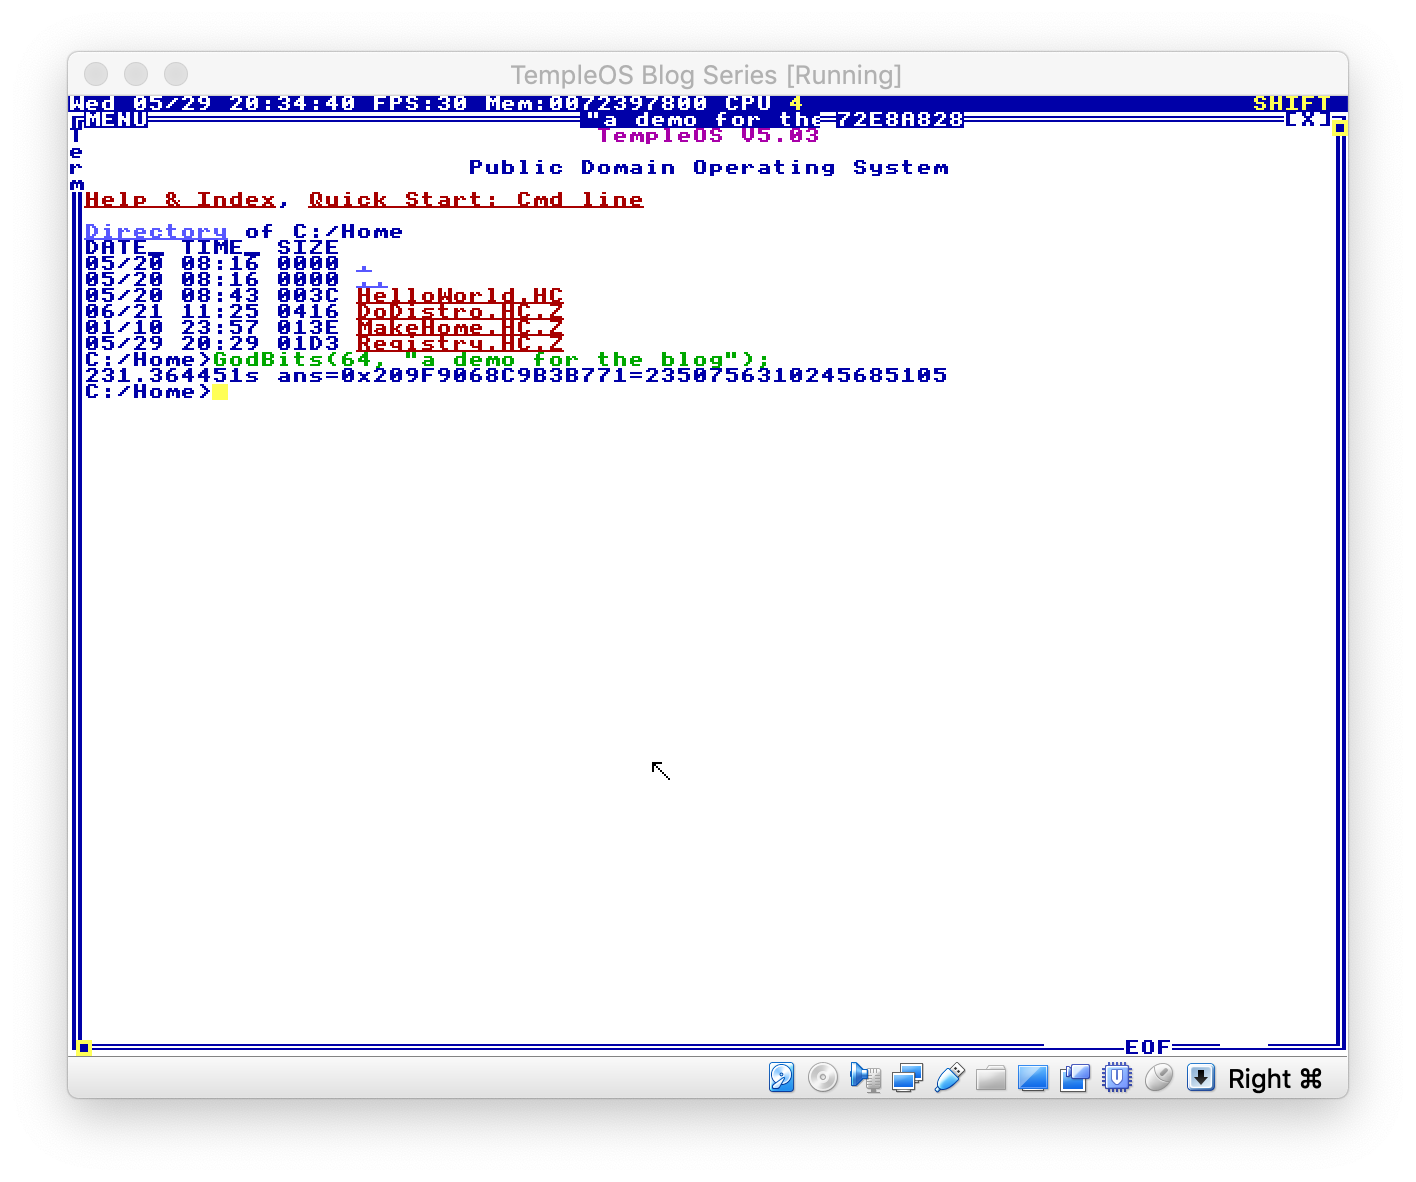 TempleOS Blog Series [Running]
Wed 05/29 20:34:40 FPS:30 Mem:0072397800 CPU 4 SHIFT
MENU "a demo for the 72E8A828 [X]
Term
TempleOS V5.03
Public Domain Operating System
Help & Index, Quick Start: Cmd line
Directory of C:/Home
DATE_ TIME_ SIZE
05/20 08:16 0000 .
05/20 08:16 0000 ..
05/20 08:43 003C HelloWorld.HC
06/21 11:25 0416 DoDistro.HC.Z
01/10 23:57 013E MakeHome.HC.Z
05/29 20:29 01D3 Registry.HC.Z
C:/Home>GodBits(64, "a demo for the blog");
231.364451s ans=0x209F9068C9B3B771=2350756310245685105
C:/Home>
EOF
Right ⌘